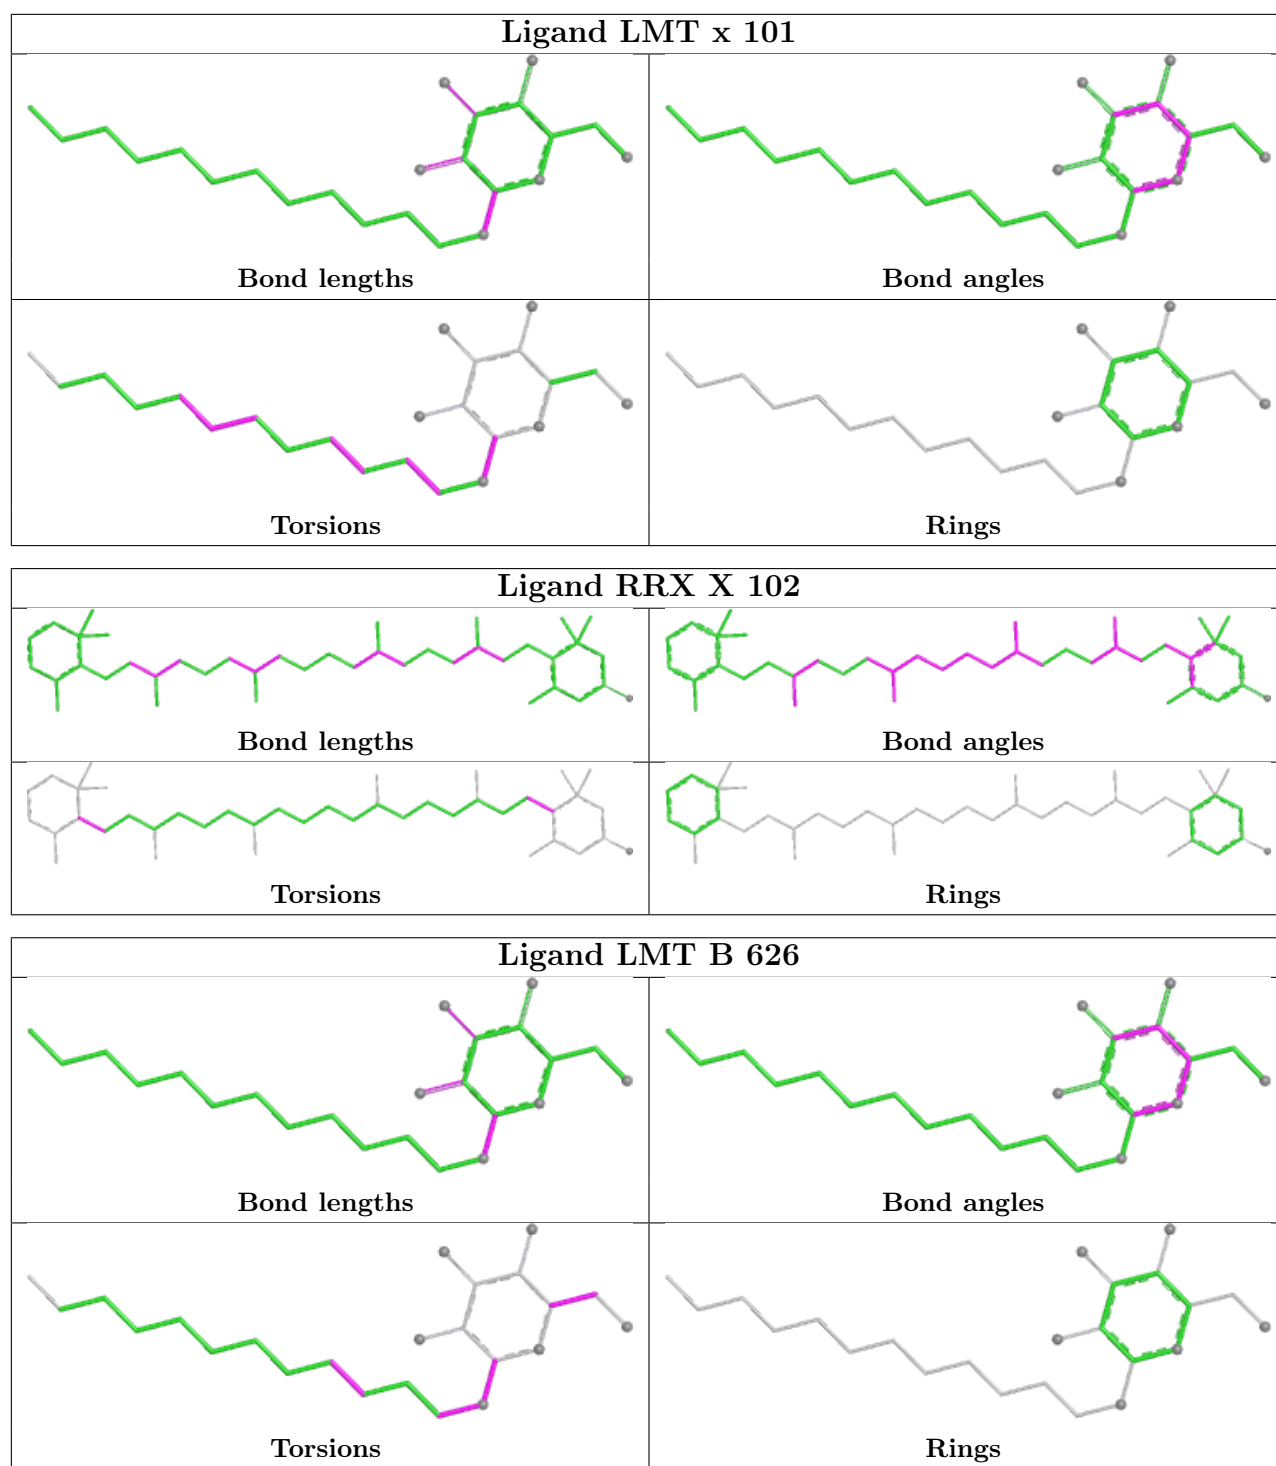 Ligand LMT x 101
Bond lengths
Bond angles
Torsions
Rings
Ligand RRX X 102
Bond lengths
Bond angles
Torsions
Rings
Ligand LMT B 626
Bond lengths
Bond angles
Torsions
Rings